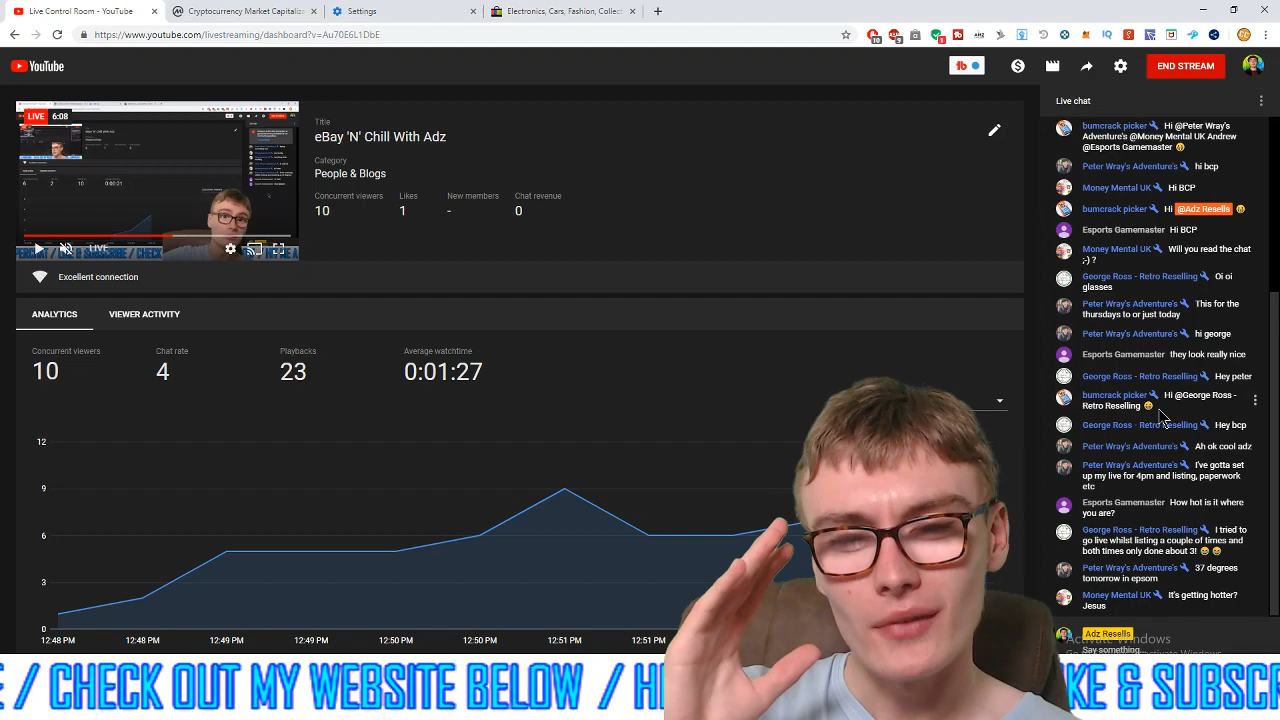 Live Control Room - YouTube
Cryptocurrency Market Capitaliz
Settings
Electronics, Cars, Fashion, Collect
https://www.youtube.com/livestreaming/dashboard?v=Au70E6L1DbE
YouTube
END STREAM
LIVE 6:08
LIVE
Title
eBay 'N' Chill With Adz
Category
People & Blogs
Concurrent viewers
Likes
New members
Chat revenue
10
1
-
0
Excellent connection
ANALYTICS
VIEWER ACTIVITY
Concurrent viewers
Chat rate
Playbacks
Average watchtime
10
4
23
0:01:27
12
9
6
3
0
12:48 PM
12:48 PM
12:49 PM
12:49 PM
12:50 PM
12:50 PM
12:51 PM
12:51 PM
Live chat
bumcrack picker Hi @Peter Wray's
Adventure's @Money Mental UK Andrew
@Esports Gamemaster
Peter Wray's Adventure's hi bcp
Money Mental UK Hi BCP
bumcrack picker Hi @Adz Resells
Esports Gamemaster Hi BCP
Money Mental UK Will you read the chat
;-) ?
George Ross - Retro Reselling Oi oi
glasses
Peter Wray's Adventure's This for the
thursdays to or just today
Peter Wray's Adventure's hi george
Esports Gamemaster they look really nice
George Ross - Retro Reselling Hey peter
bumcrack picker Hi @George Ross -
Retro Reselling
George Ross - Retro Reselling Hey bcp
Peter Wray's Adventure's Ah ok cool adz
Peter Wray's Adventure's I've gotta set
up my live for 4pm and listing, paperwork
etc
Esports Gamemaster How hot is it where
you are?
George Ross - Retro Reselling I tried to
go live whilst listing a couple of times and
both times only done about 3!
Peter Wray's Adventure's 37 degrees
tomorrow in epsom
Money Mental UK It's getting hotter?
Jesus
Adz Resells
Activate Windows
Say something
E / CHECK OUT MY WEBSITE BELOW / H KE & SUBSC